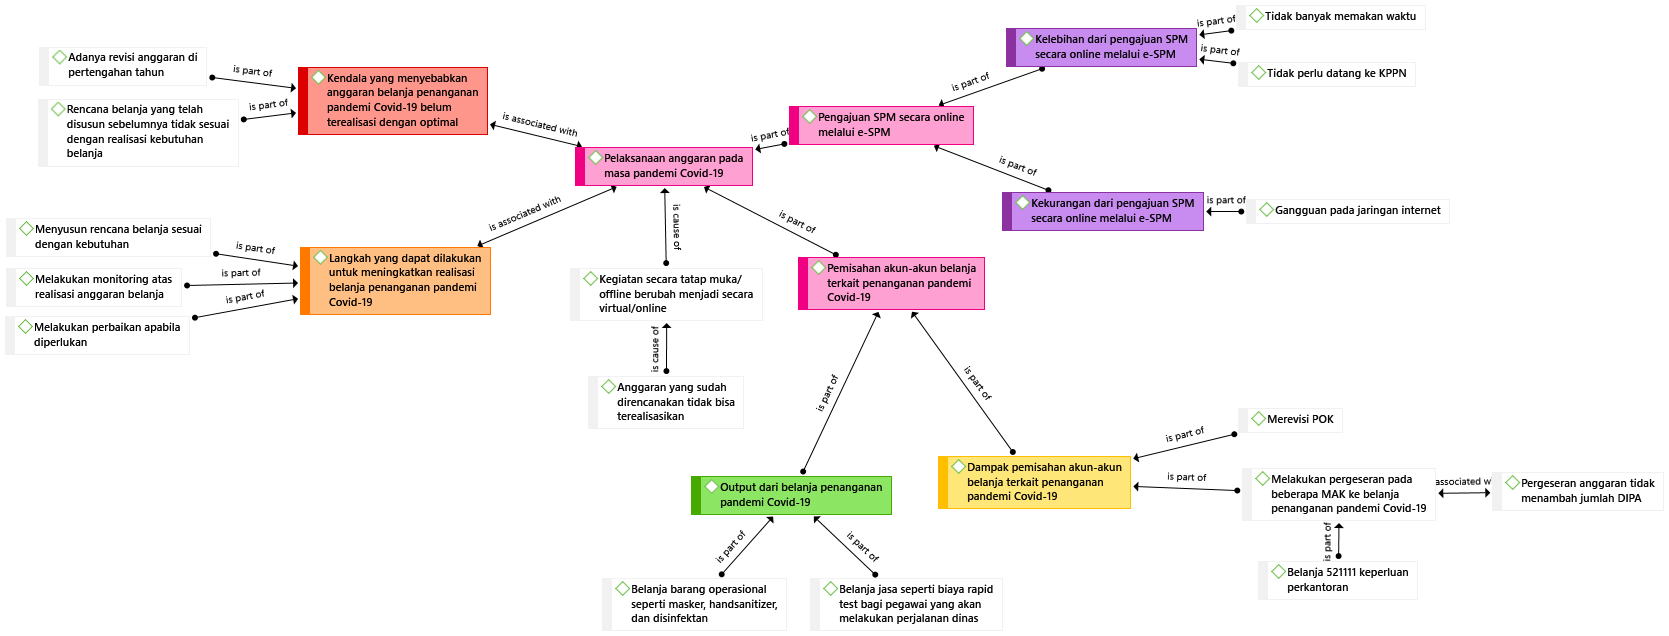 Tidak banyak memakan waktu
is part of
Kelebihan dari pengajuan SPM
secara online melalui e-SPM
is part of
Tidak perlu datang ke KPPN
Adanya revisi anggaran di
pertengahan tahun
is part of
Kendala yang menyebabkan
anggaran belanja penanganan
pandemi Covid-19 belum
terealisasi dengan optimal
is part of
Rencana belanja yang telah
disusun sebelumnya tidak sesuai
dengan realisasi kebutuhan
belanja
is associated with
is part of
Pengajuan SPM secara online
melalui e-SPM
is part of
Pelaksanaan anggaran pada
masa pandemi Covid-19
is part of
Kekurangan dari pengajuan SPM
secara online melalui e-SPM
is part of
Gangguan pada jaringan internet
is associated with
is cause of
is part of
Menyusun rencana belanja sesuai
dengan kebutuhan
is part of
Langkah yang dapat dilakukan
untuk meningkatkan realisasi
belanja penanganan pandemi
Covid-19
Melakukan monitoring atas
realisasi anggaran belanja
is part of
is part of
Melakukan perbaikan apabila
diperlukan
Kegiatan secara tatap muka/
offline berubah menjadi secara
virtual/online
Pemisahan akun-akun belanja
terkait penanganan pandemi
Covid-19
is cause of
Anggaran yang sudah
direncanakan tidak bisa
terealisasikan
is part of
is part of
Merevisi POK
is part of
Output dari belanja penanganan
pandemi Covid-19
Dampak pemisahan akun-akun
belanja terkait penanganan
pandemi Covid-19
is part of
Melakukan pergeseran pada
beberapa MAK ke belanja
penanganan pandemi Covid-19
associated w
Pergeseran anggaran tidak
menambah jumlah DIPA
is part of
is part of
is part of
Belanja 521111 keperluan
perkantoran
Belanja barang operasional
seperti masker, handsanitizer,
dan disinfektan
Belanja jasa seperti biaya rapid
test bagi pegawai yang akan
melakukan perjalanan dinas